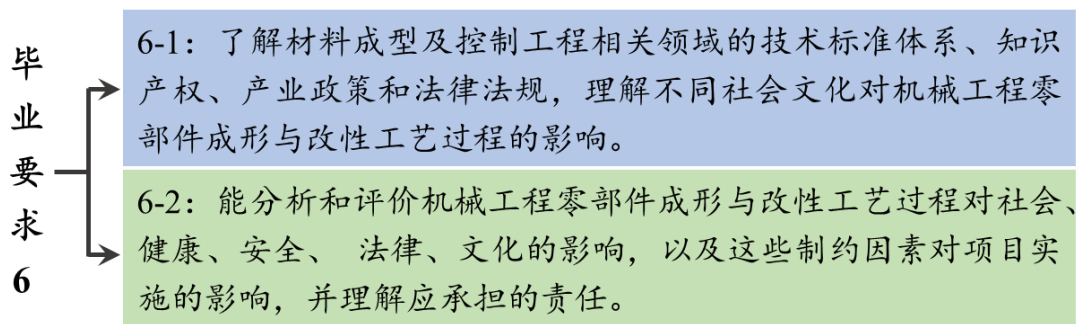 毕业要求6
6-1：了解材料成型及控制工程相关领域的技术标准体系、知识
产权、产业政策和法律法规，理解不同社会文化对机械工程零
部件成形与改性工艺过程的影响。
6-2：能分析和评价机械工程零部件成形与改性工艺过程对社会、
健康、安全、 法律、文化的影响，以及这些制约因素对项目实
施的影响，并理解应承担的责任。